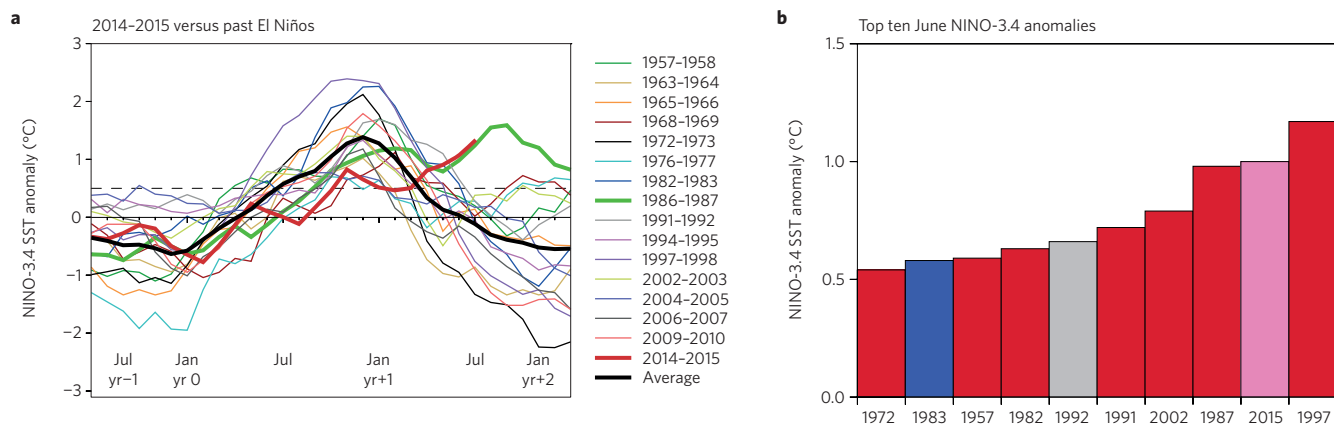 a
2014–2015 versus past El Niños
NINO-3.4 SST anomaly (°C)
3
2
1
0
−1
−2
−3
Jul
yr−1
Jan
yr 0
Jul
Jan
yr+1
Jul
Jan
yr+2
1957–1958
1963–1964
1965–1966
1968–1969
1972–1973
1976–1977
1982–1983
1986–1987
1991–1992
1994–1995
1997–1998
2002–2003
2004–2005
2006–2007
2009–2010
2014–2015
Average
b
Top ten June NINO-3.4 anomalies
NINO-3.4 SST anomaly (°C)
1.5
1.0
0.5
0.0
1972 1983 1957 1982 1992 1991 2002 1987 2015 1997